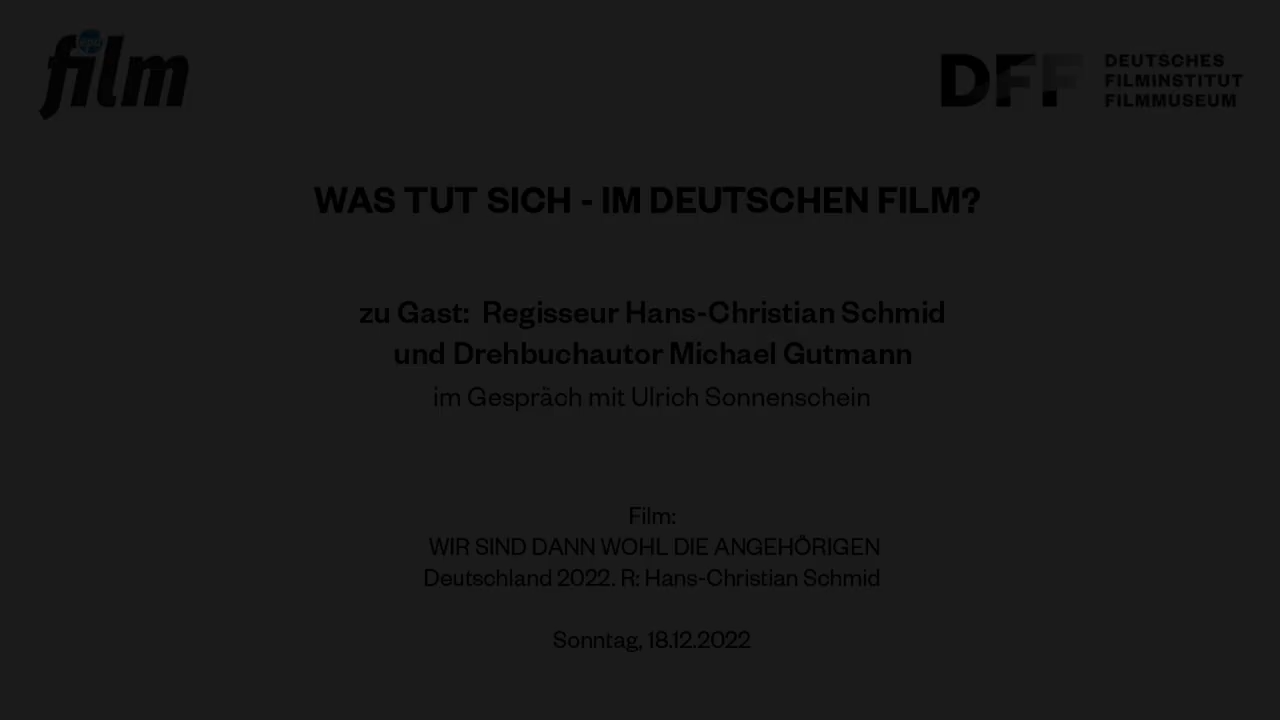 epd
film
DFF DEUTSCHES
FILMINSTITUT
FILMMUSEUM
WAS TUT SICH - IM DEUTSCHEN FILM?
zu Gast: Regisseur Hans-Christian Schmid
und Drehbuchautor Michael Gutmann
im Gespräch mit Ulrich Sonnenschein
Film:
WIR SIND DANN WOHL DIE ANGEHÖRIGEN
Deutschland 2022. R: Hans-Christian Schmid
Sonntag, 18.12.2022